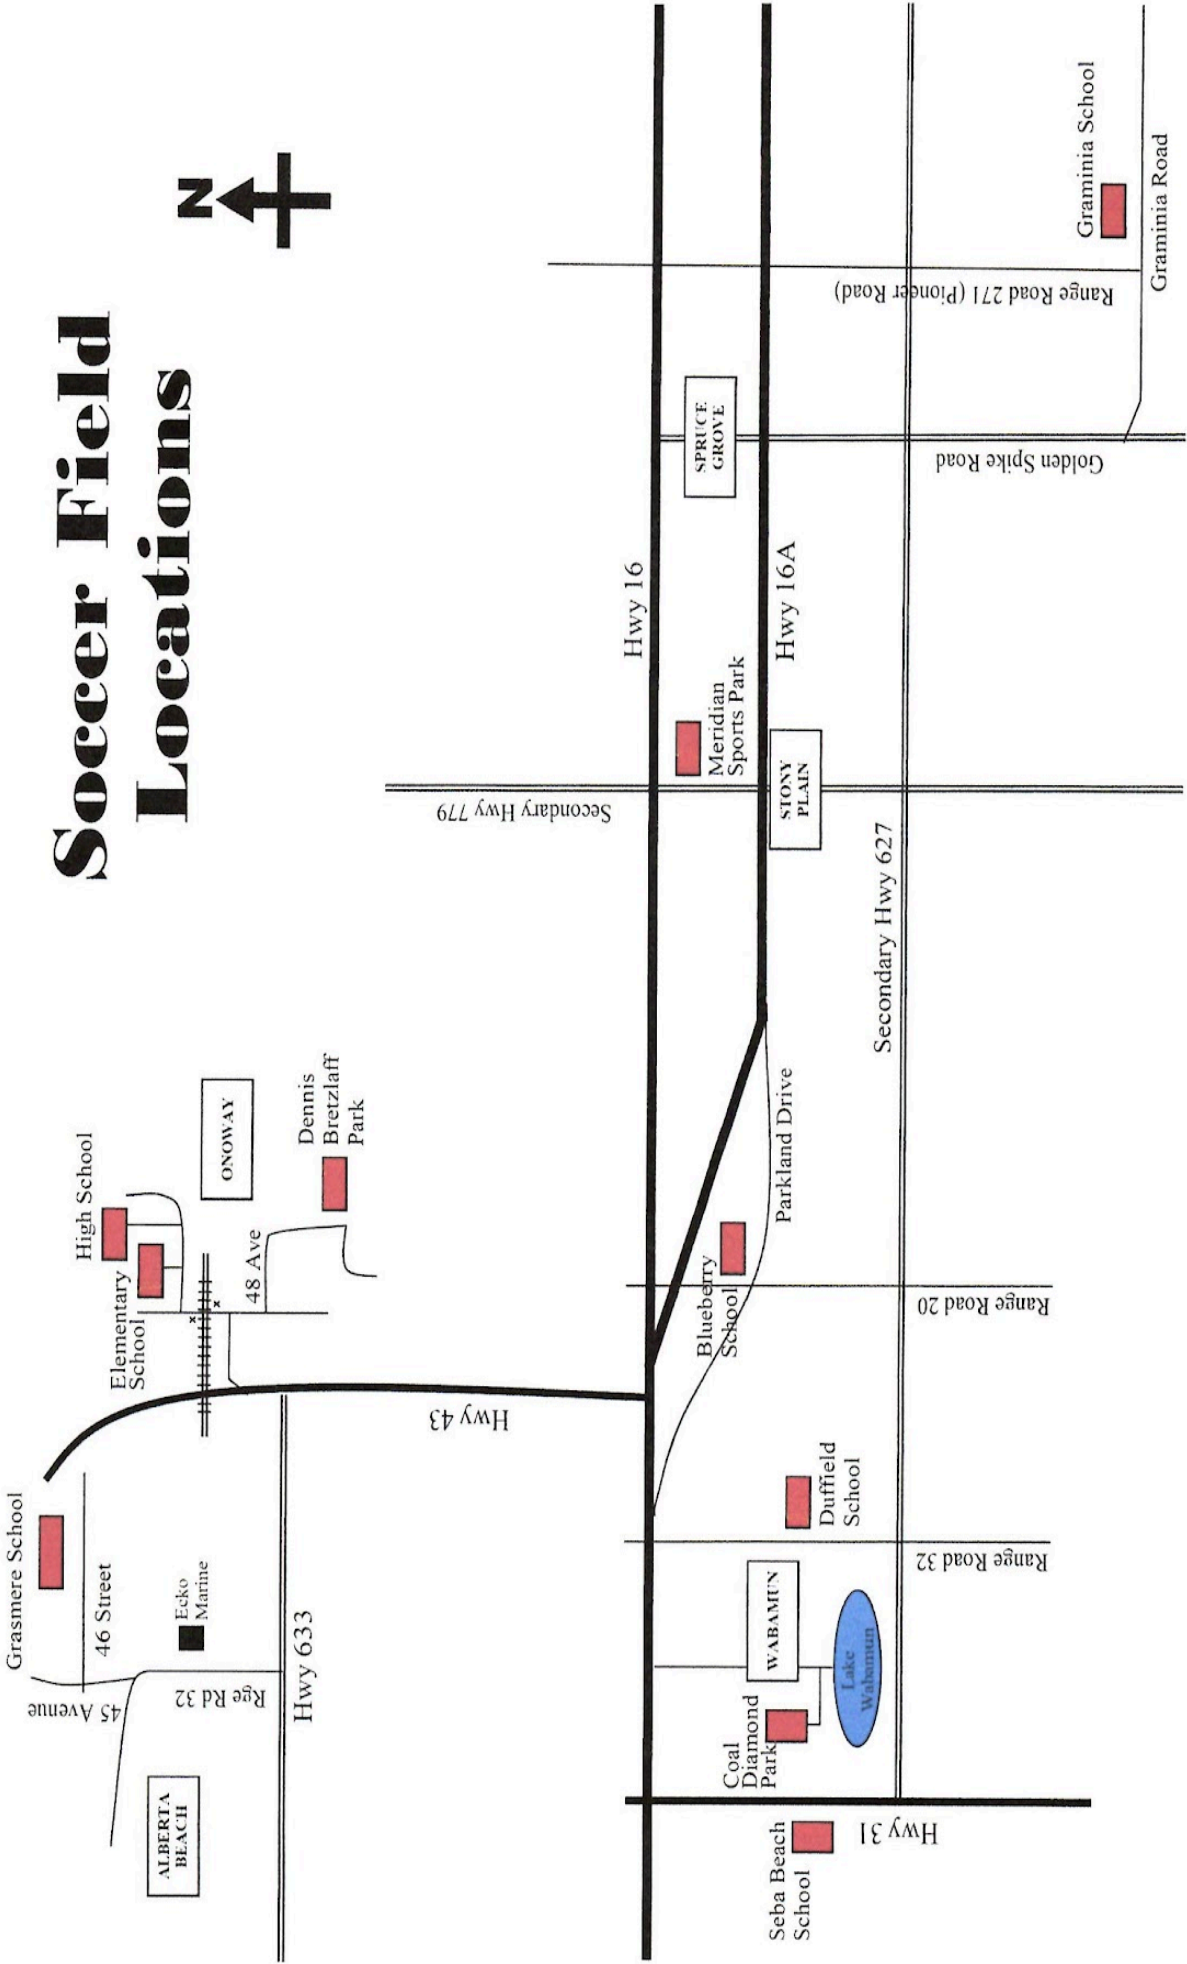 Soccer Field
Locations
N
Grasmere School
46 Street
45 Avenue
Ecko
Marine
Rge Rd 32
Hwy 633
ALBERTA
BEACH
High School
Elementary
School
ONOWAY
48 Ave
Dennis
Bretzlaff
Park
Hwy 43
Secondary Hwy 779
Hwy 16
Meridian
Sports Park
Hwy 16A
SPRUCE
GROVE
STONY
PLAIN
Blueberry
School
Parkland Drive
Range Road 20
Seba Beach
School
Hwy 31
Coal
Diamond
Park
WABAMUN
Lake
Wabamun
Duffield
School
Range Road 32
Secondary Hwy 627
Golden Spike Road
Range Road 271 (Pioneer Road)
Graminia School
Graminia Road